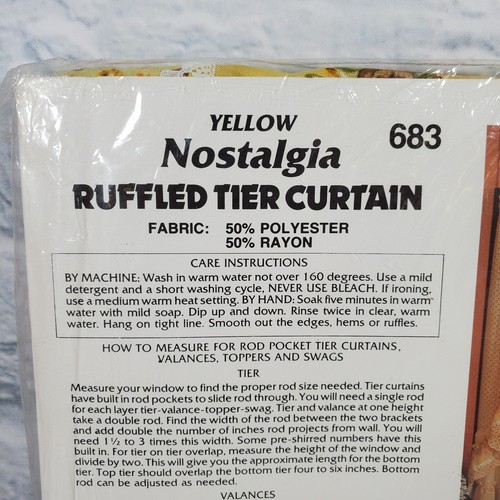 YELLOW
Nostalgia
683
RUFFLED TIER CURTAIN
FABRIC: 50% POLYESTER
50% RAYON
CARE INSTRUCTIONS
BY MACHINE: Wash in warm water not over 160 degrees. Use a mild
detergent and a short washing cycle, NEVER USE BLEACH. If ironing,
use a medium warm heat setting. BY HAND: Soak five minutes in warm
water with mild soap. Dip up and down. Rinse twice in clear, warm
water. Hang on tight line. Smooth out the edges, hems or ruffles.
HOW TO MEASURE FOR ROD POCKET TIER CURTAINS,
VALANCES, TOPPERS AND SWAGS
TIER
Measure your window to find the proper rod size needed. Tier curtains
have built in rod pockets to slide rod through. You will need a single rod
for each layer tier-valance-topper-swag. Tier and valance at one height
take a double rod. Find the width of the rod between the two brackets
and add double the number of inches rod projects from wall. You will
need 1½ to 3 times this width. Some pre-shirred numbers have this
built in. For tier on tier overlap, measure the height of the window and
divide by two. This will give you the approximate length for the bottom
tier. Top tier should overlap the bottom tier four to six inches. Bottom
rod can be adjusted as needed.
VALANCES